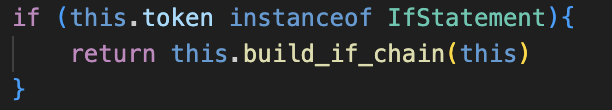 if (this.token instanceof IfStatement){
    return this.build_if_chain(this)
}